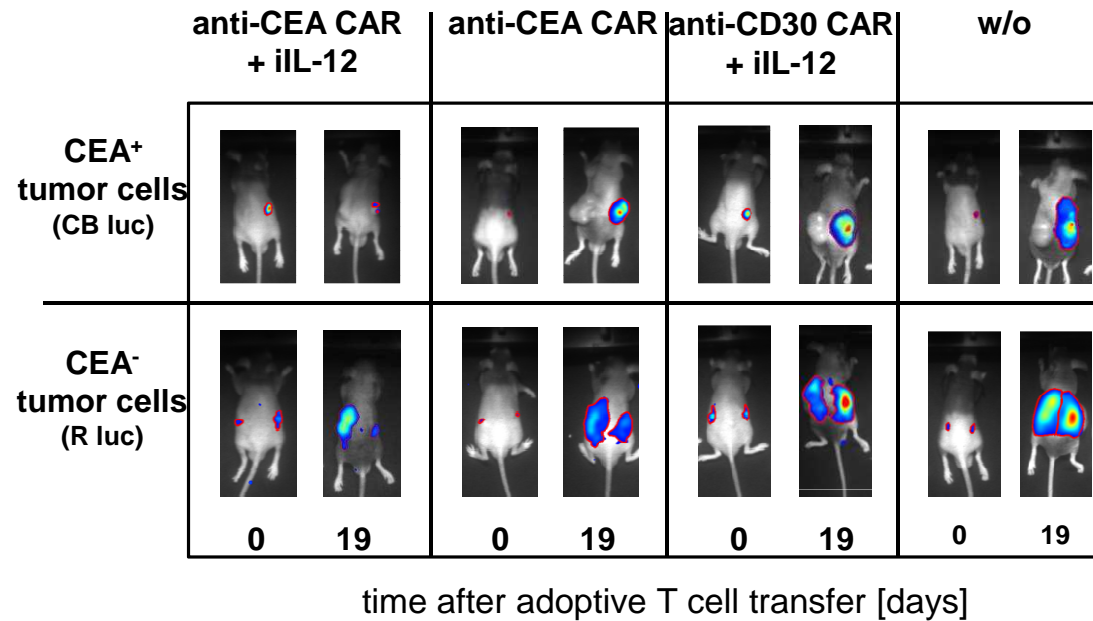 anti-CEA CAR
+ iIL-12
anti-CEA CAR
anti-CD30 CAR
+ iIL-12
w/o
CEA⁺
tumor cells
(CB luc)
CEA⁻
tumor cells
(R luc)
0 19 0 19 0 19 0 19
time after adoptive T cell transfer [days]